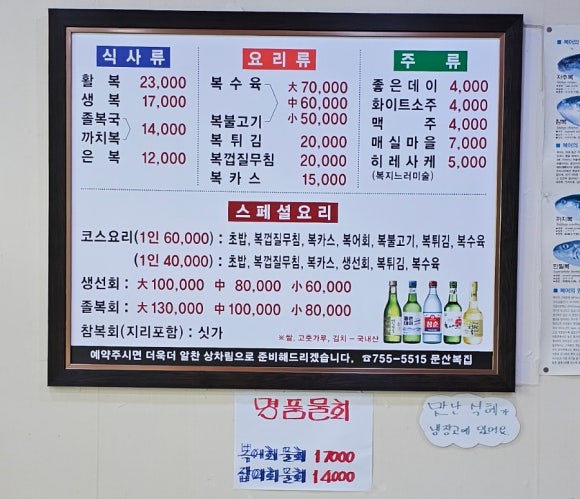 식사류
활 복 23,000
생 복 17,000
졸복국
까치복
14,000
은 복 12,000
요리류
복수육
복불고기
大 70,000
中 60,000
小 50,000
복튀김 20,000
복껍질무침 20,000
복카스 15,000
주류
좋은데이 4,000
화이트소주 4,000
맥 주 4,000
매실마을 7,000
히레사케 5,000
(복지느러미술)
스페셜요리
코스요리(1인 60,000) : 초밥, 복껍질무침, 복카스, 복어회, 복불고기, 복튀김, 복수육
(1인 40,000) : 초밥, 복껍질무침, 복카스, 생선회, 복튀김, 복수육
생선회 : 大 100,000 中 80,000 小 60,000
졸복회 : 大 130,000 中 100,000 小 80,000
참복회(지리포함) : 싯가
※쌀, 고춧가루, 김치 - 국내산
예약주시면 더욱더 알찬 상차림으로 준비해드리겠습니다. ☎755-5515 문산복집
명품물회
복어회 물회 17000
잡어회 물회 14000
맛난 식혜가
냉장고에 있어요